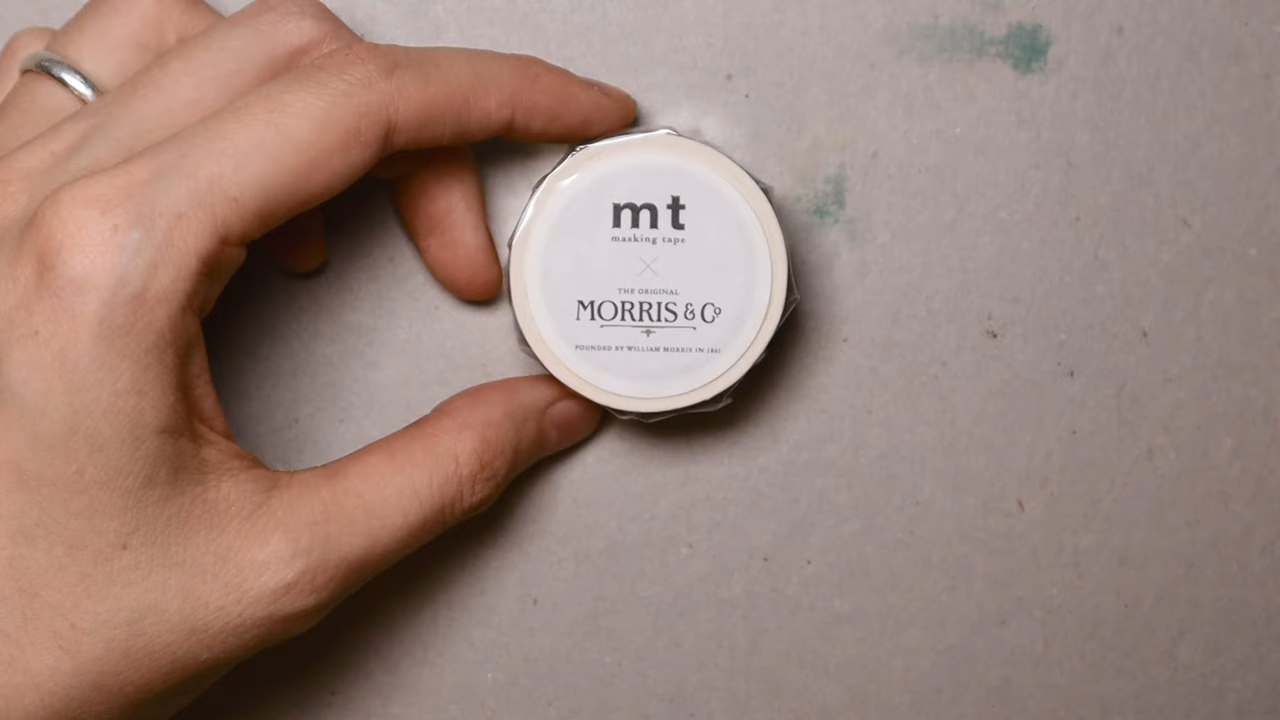 mt
masking tape
×
THE ORIGINAL
MORRIS & Cº
FOUNDED BY WILLIAM MORRIS IN 1861